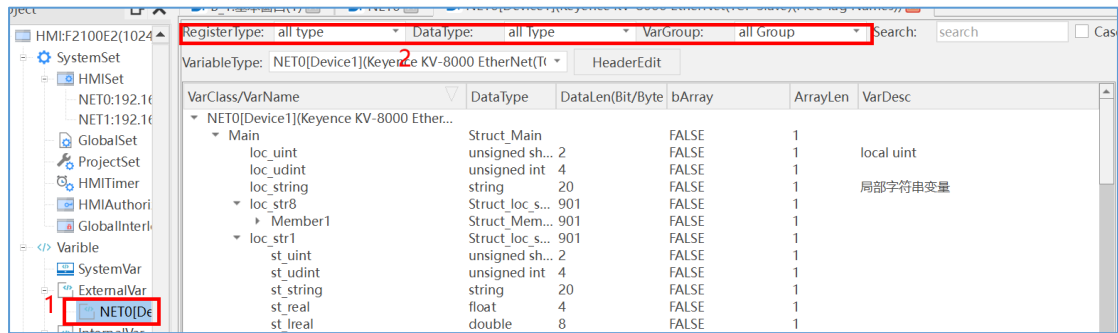 HMI:F2100E2(1024
SystemSet
HMISet
NET0:192.16
NET1:192.16
GlobalSet
ProjectSet
HMITimer
HMIAuthori
GlobalInterl
Varible
SystemVar
ExternalVar
1
NET0[De
RegisterType: all type DataType: all Type VarGroup: all Group Search: search Cas
2
VariableType: NET0[Device1](Keyence KV-8000 EtherNet(T HeaderEdit
VarClass/VarName DataType DataLen(Bit/Byte bArray ArrayLen VarDesc
NET0[Device1](Keyence KV-8000 Ether...
Main Struct_Main FALSE 1
loc_uint unsigned sh... 2 FALSE 1 local uint
loc_udint unsigned int 4 FALSE 1
loc_string string 20 FALSE 1 局部字符串变量
loc_str8 Struct_loc_s... 901 FALSE 1
Member1 Struct_Mem... 901 FALSE 1
loc_str1 Struct_loc_s... 901 FALSE 1
st_uint unsigned sh... 2 FALSE 1
st_udint unsigned int 4 FALSE 1
st_string string 20 FALSE 1
st_real float 4 FALSE 1
st_lreal double 8 FALSE 1